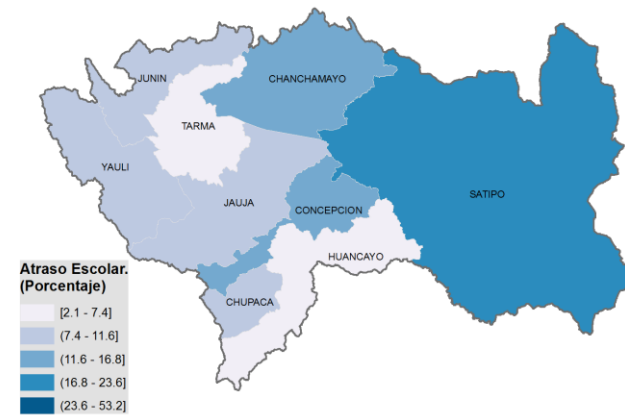 JUNIN
CHANCHAMAYO
TARMA
YAULI
SATIPO
JAUJA
CONCEPCION
HUANCAYO
CHUPACA
Atraso Escolar.
(Porcentaje)
[2.1 - 7.4]
(7.4 - 11.6]
(11.6 - 16.8]
(16.8 - 23.6]
(23.6 - 53.2]